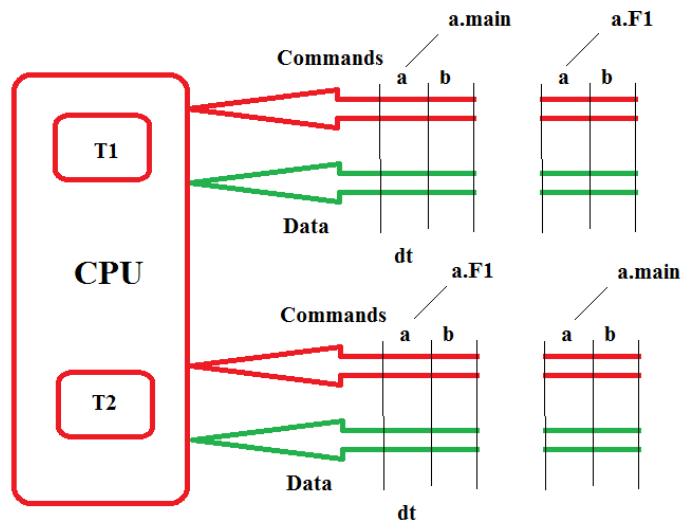 a.main a.F1
Commands
a b a b
T1
Data
CPU
dt
a.F1 a.main
Commands
a b a b
T2
Data
dt